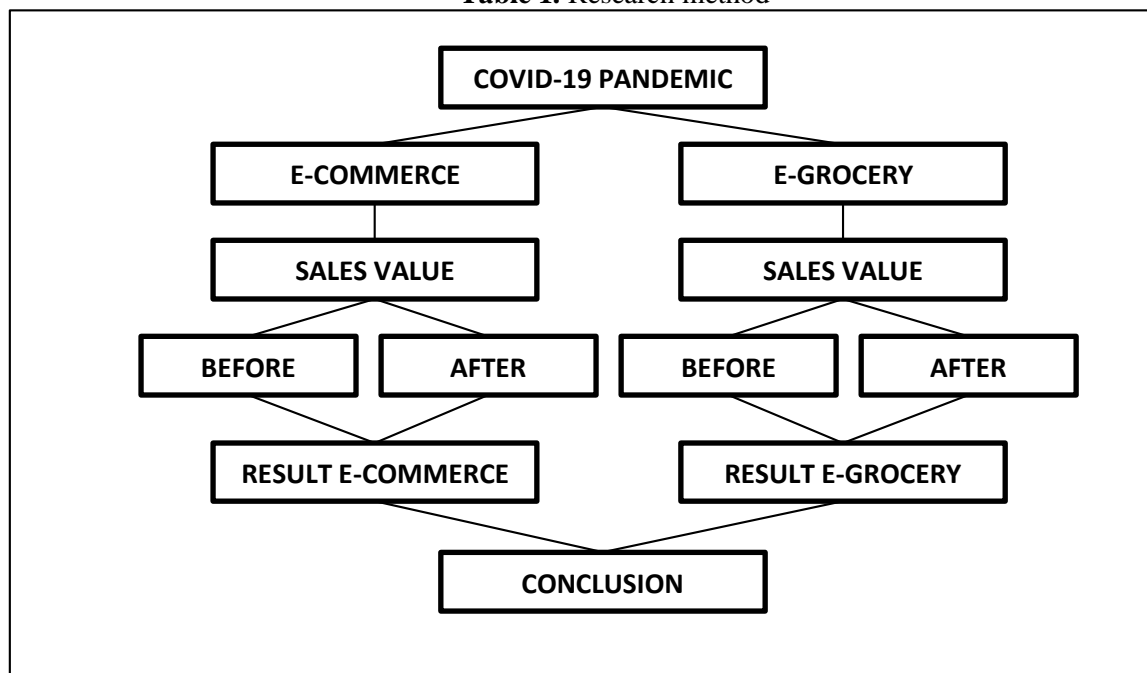 Table 1. Research method
COVID-19 PANDEMIC
E-COMMERCE
E-GROCERY
SALES VALUE
SALES VALUE
BEFORE
AFTER
BEFORE
AFTER
RESULT E-COMMERCE
RESULT E-GROCERY
CONCLUSION